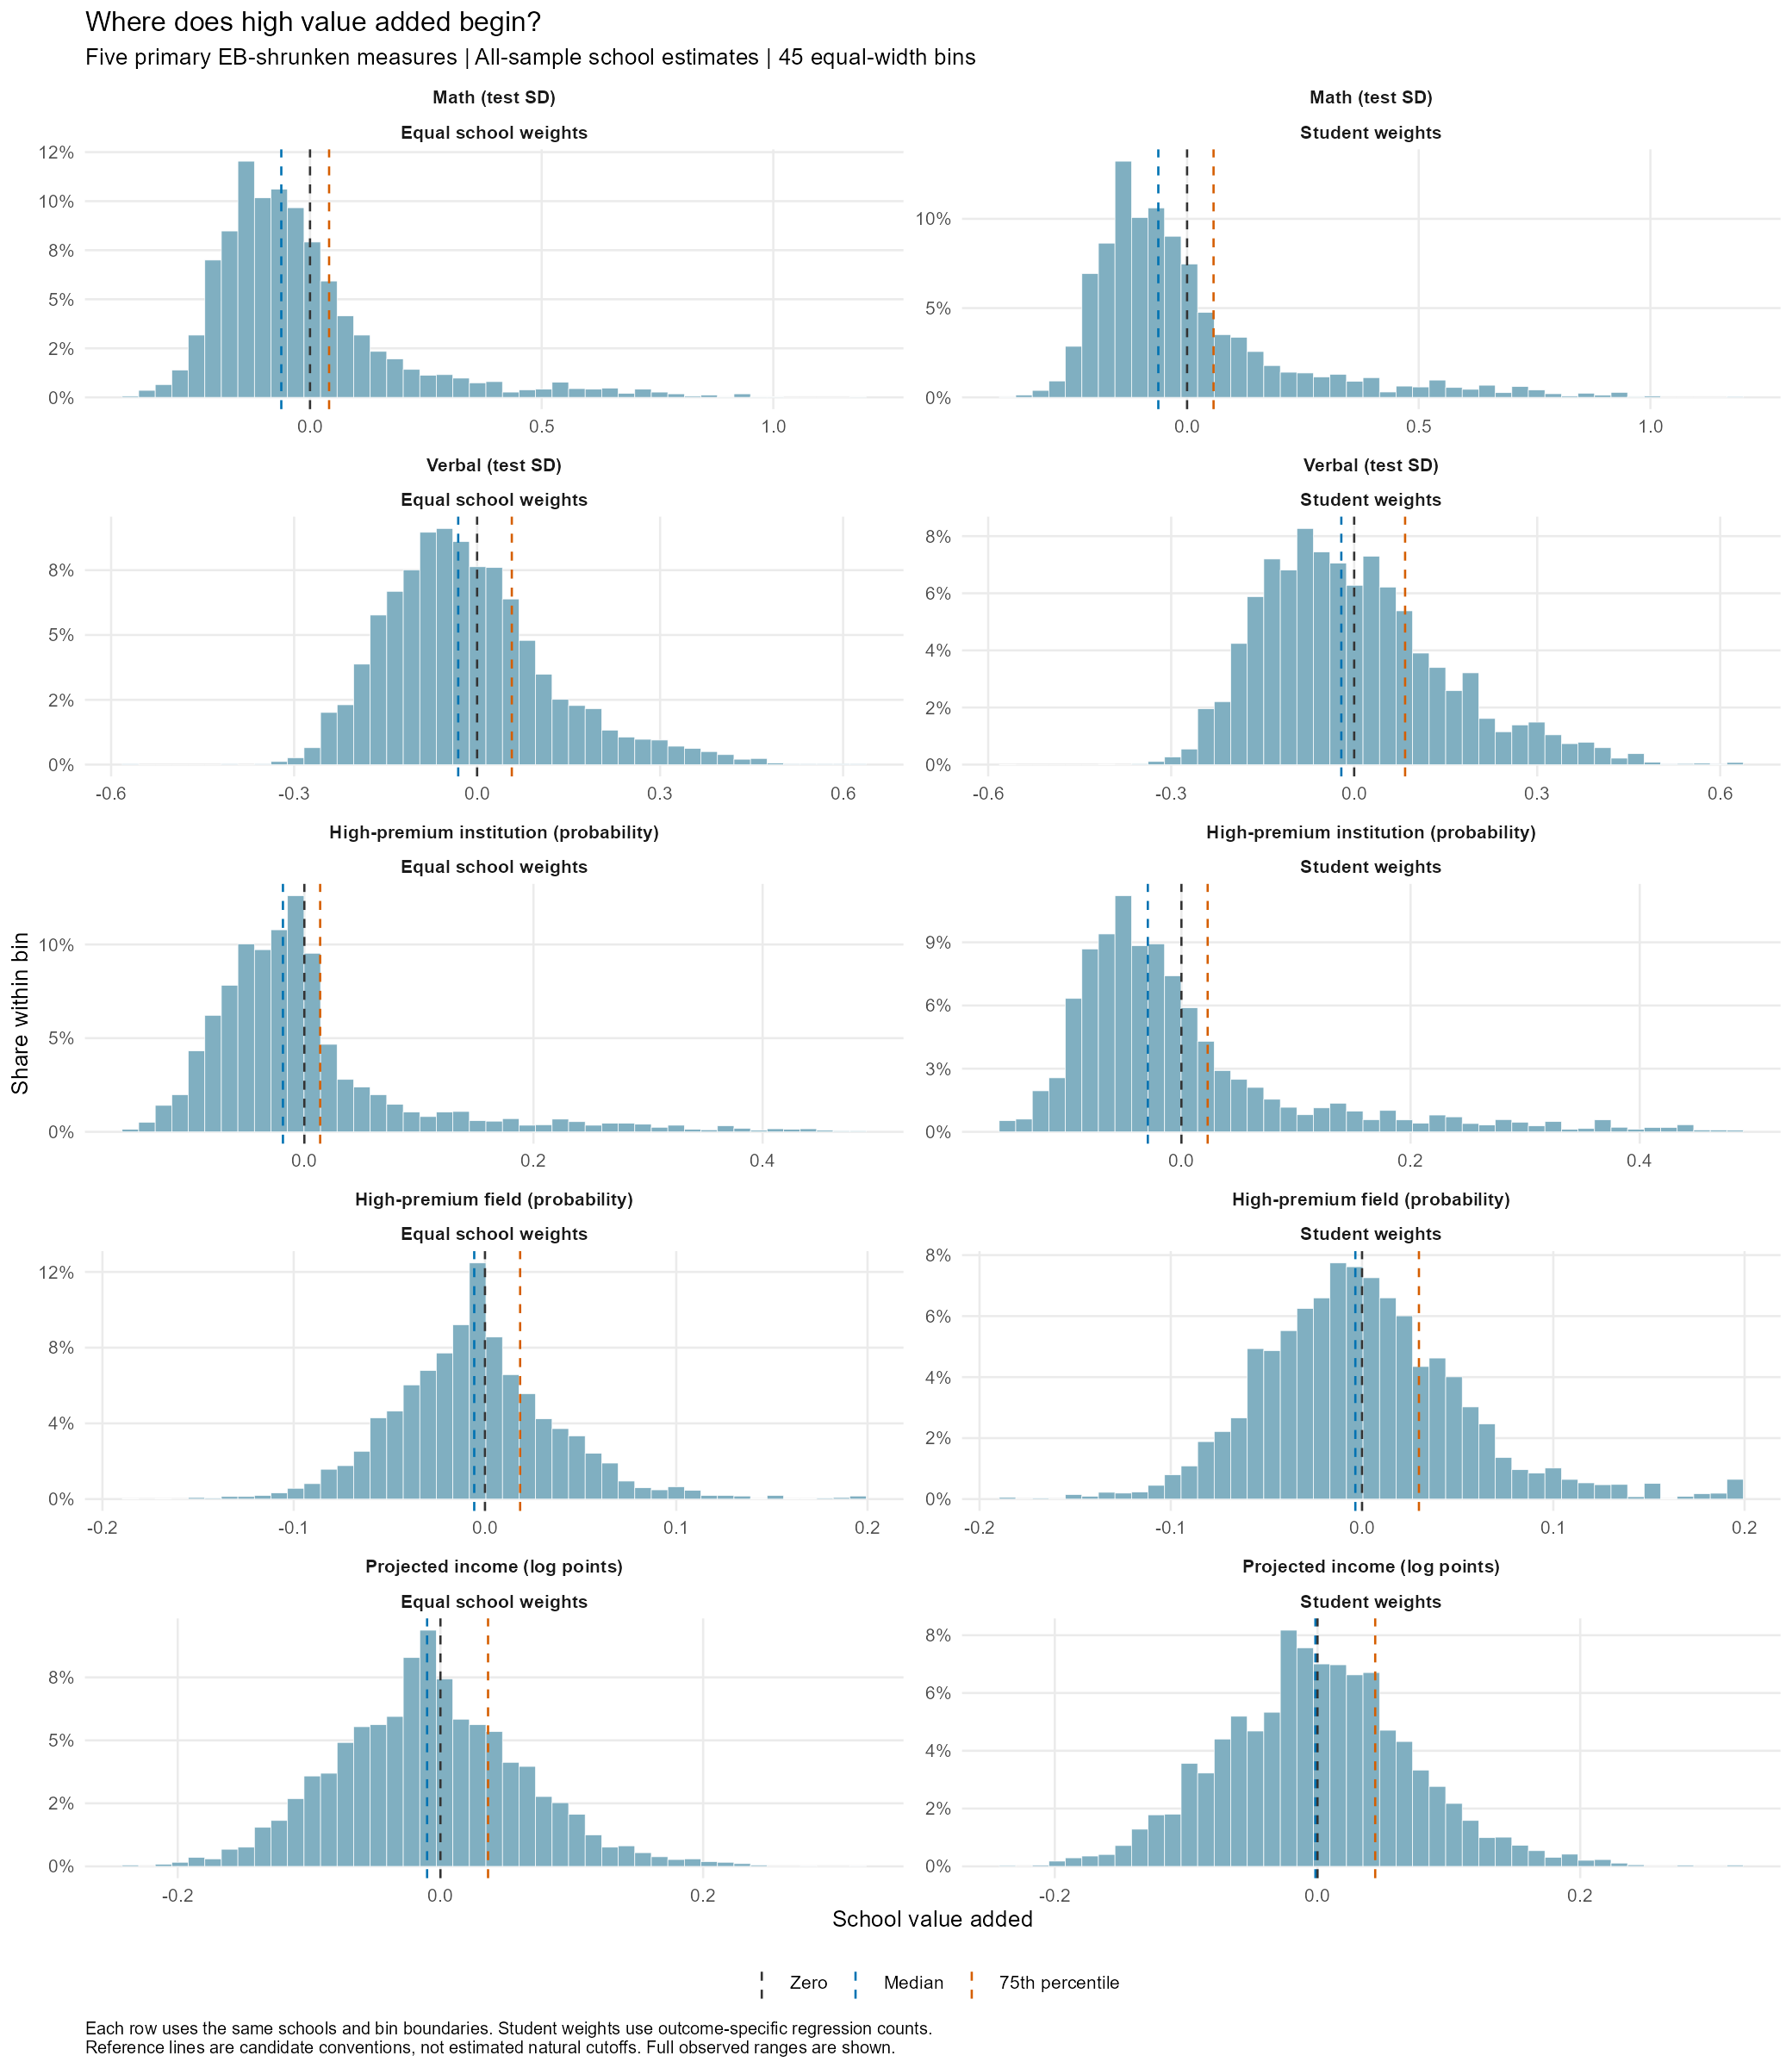 Where does high value added begin?
Five primary EB-shrunken measures | All-sample school estimates | 45 equal-width bins
Math (test SD)
Equal school weights
12%
10%
8%
5%
2%
0%
0.0
0.5
1.0
Math (test SD)
Student weights
10%
5%
0%
0.0
0.5
1.0
Verbal (test SD)
Equal school weights
8%
5%
2%
0%
-0.6
-0.3
0.0
0.3
0.6
Verbal (test SD)
Student weights
8%
6%
4%
2%
0%
-0.6
-0.3
0.0
0.3
0.6
Share within bin
High-premium institution (probability)
Equal school weights
10%
5%
0%
0.0
0.2
0.4
High-premium institution (probability)
Student weights
9%
6%
3%
0%
0.0
0.2
0.4
High-premium field (probability)
Equal school weights
12%
8%
4%
0%
-0.2
-0.1
0.0
0.1
0.2
High-premium field (probability)
Student weights
8%
6%
4%
2%
0%
-0.2
-0.1
0.0
0.1
0.2
Projected income (log points)
Equal school weights
8%
5%
2%
0%
-0.2
0.0
0.2
Projected income (log points)
Student weights
8%
6%
4%
2%
0%
-0.2
0.0
0.2
School value added
Zero
Median
75th percentile
Each row uses the same schools and bin boundaries. Student weights use outcome-specific regression counts.
Reference lines are candidate conventions, not estimated natural cutoffs. Full observed ranges are shown.